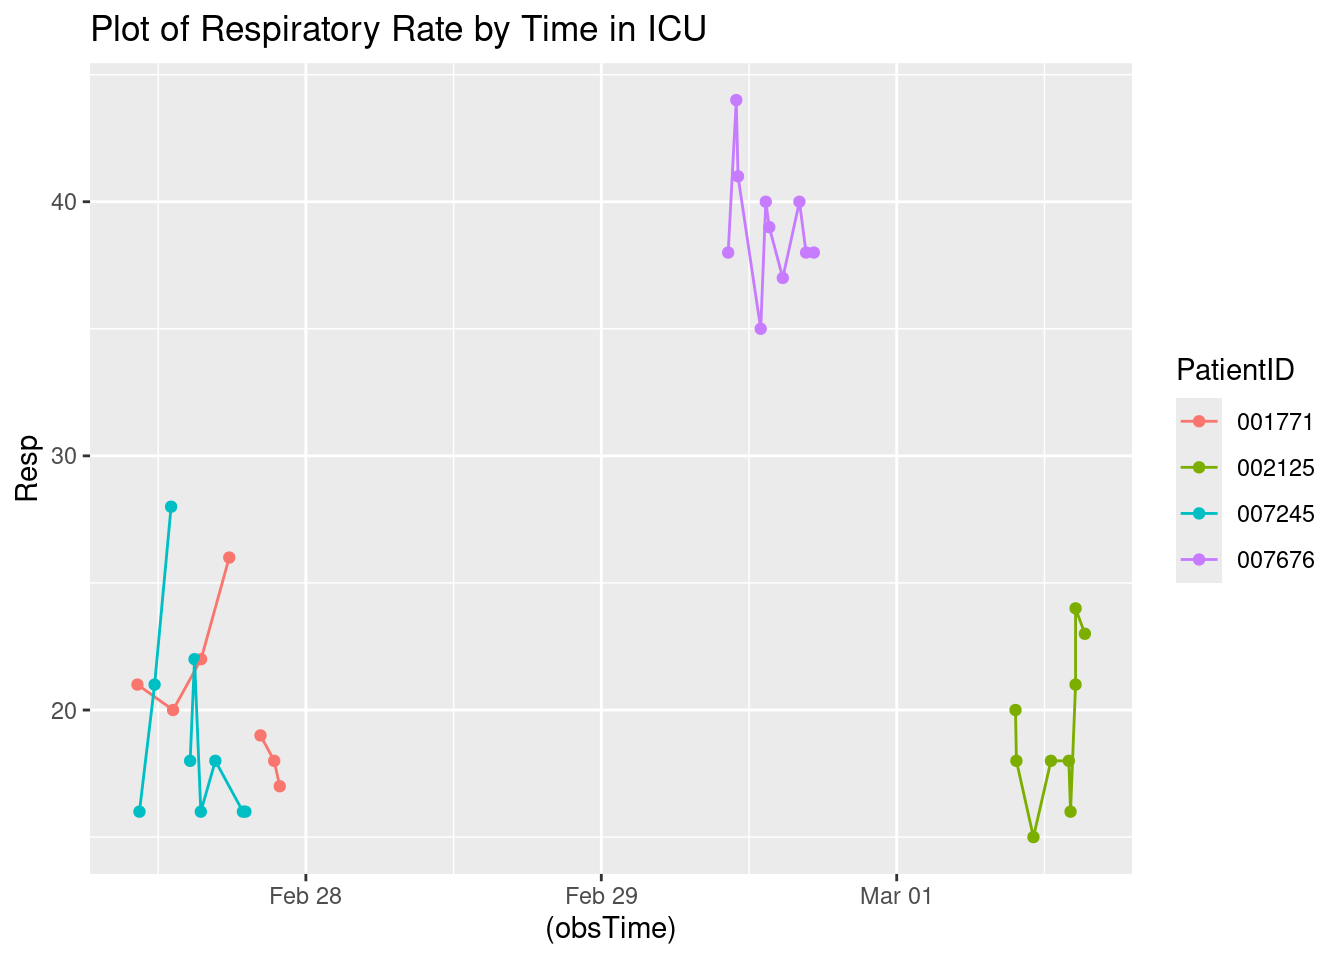 Plot of Respiratory Rate by Time in ICU
40
30
20
Resp
Feb 28
Feb 29
Mar 01
(obsTime)
PatientID
001771
002125
007245
007676